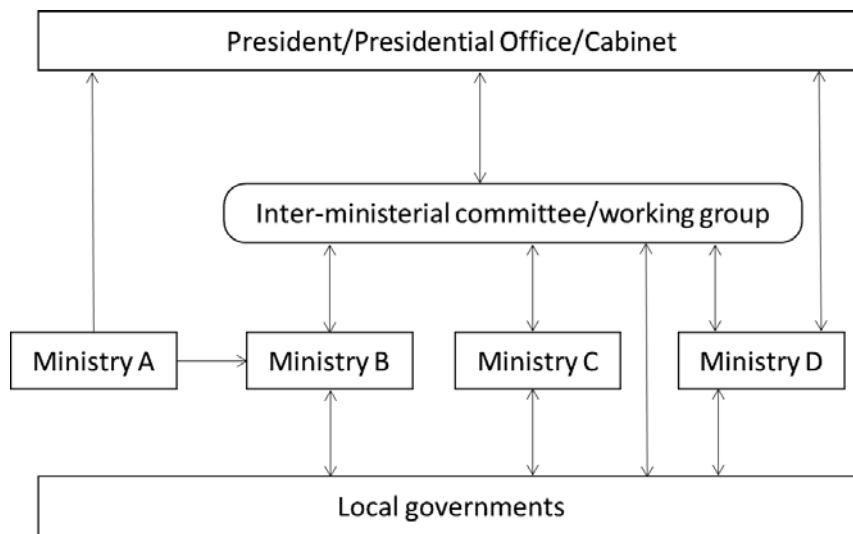 President/Presidential Office/Cabinet
Inter-ministerial committee/working group
Ministry A
Ministry B
Ministry C
Ministry D
Local governments